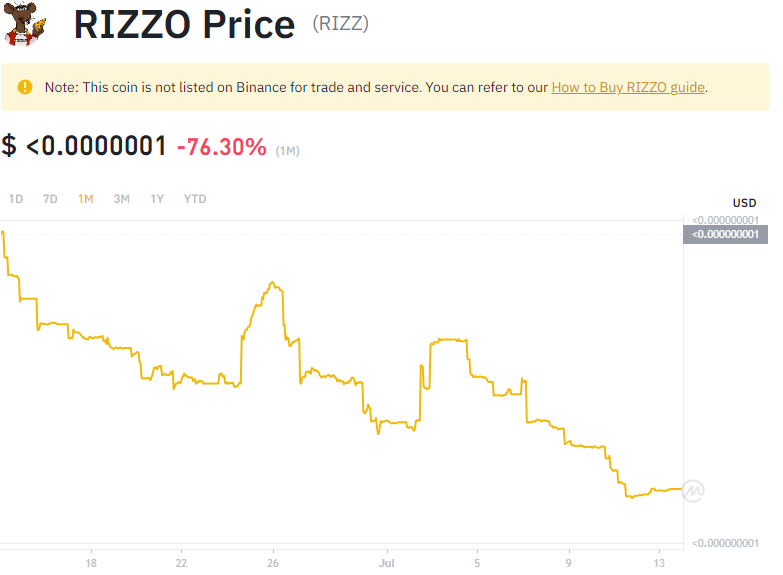 RIZZO Price (RIZZ)
Note: This coin is not listed on Binance for trade and service. You can refer to our How to Buy RIZZO guide.
$ <0.0000001 -76.30% (1M)
1D 7D 1M 3M 1Y YTD
USD
<0.000000001
<0.000000001
<0.000000001
18 22 26 Jul 5 9 13